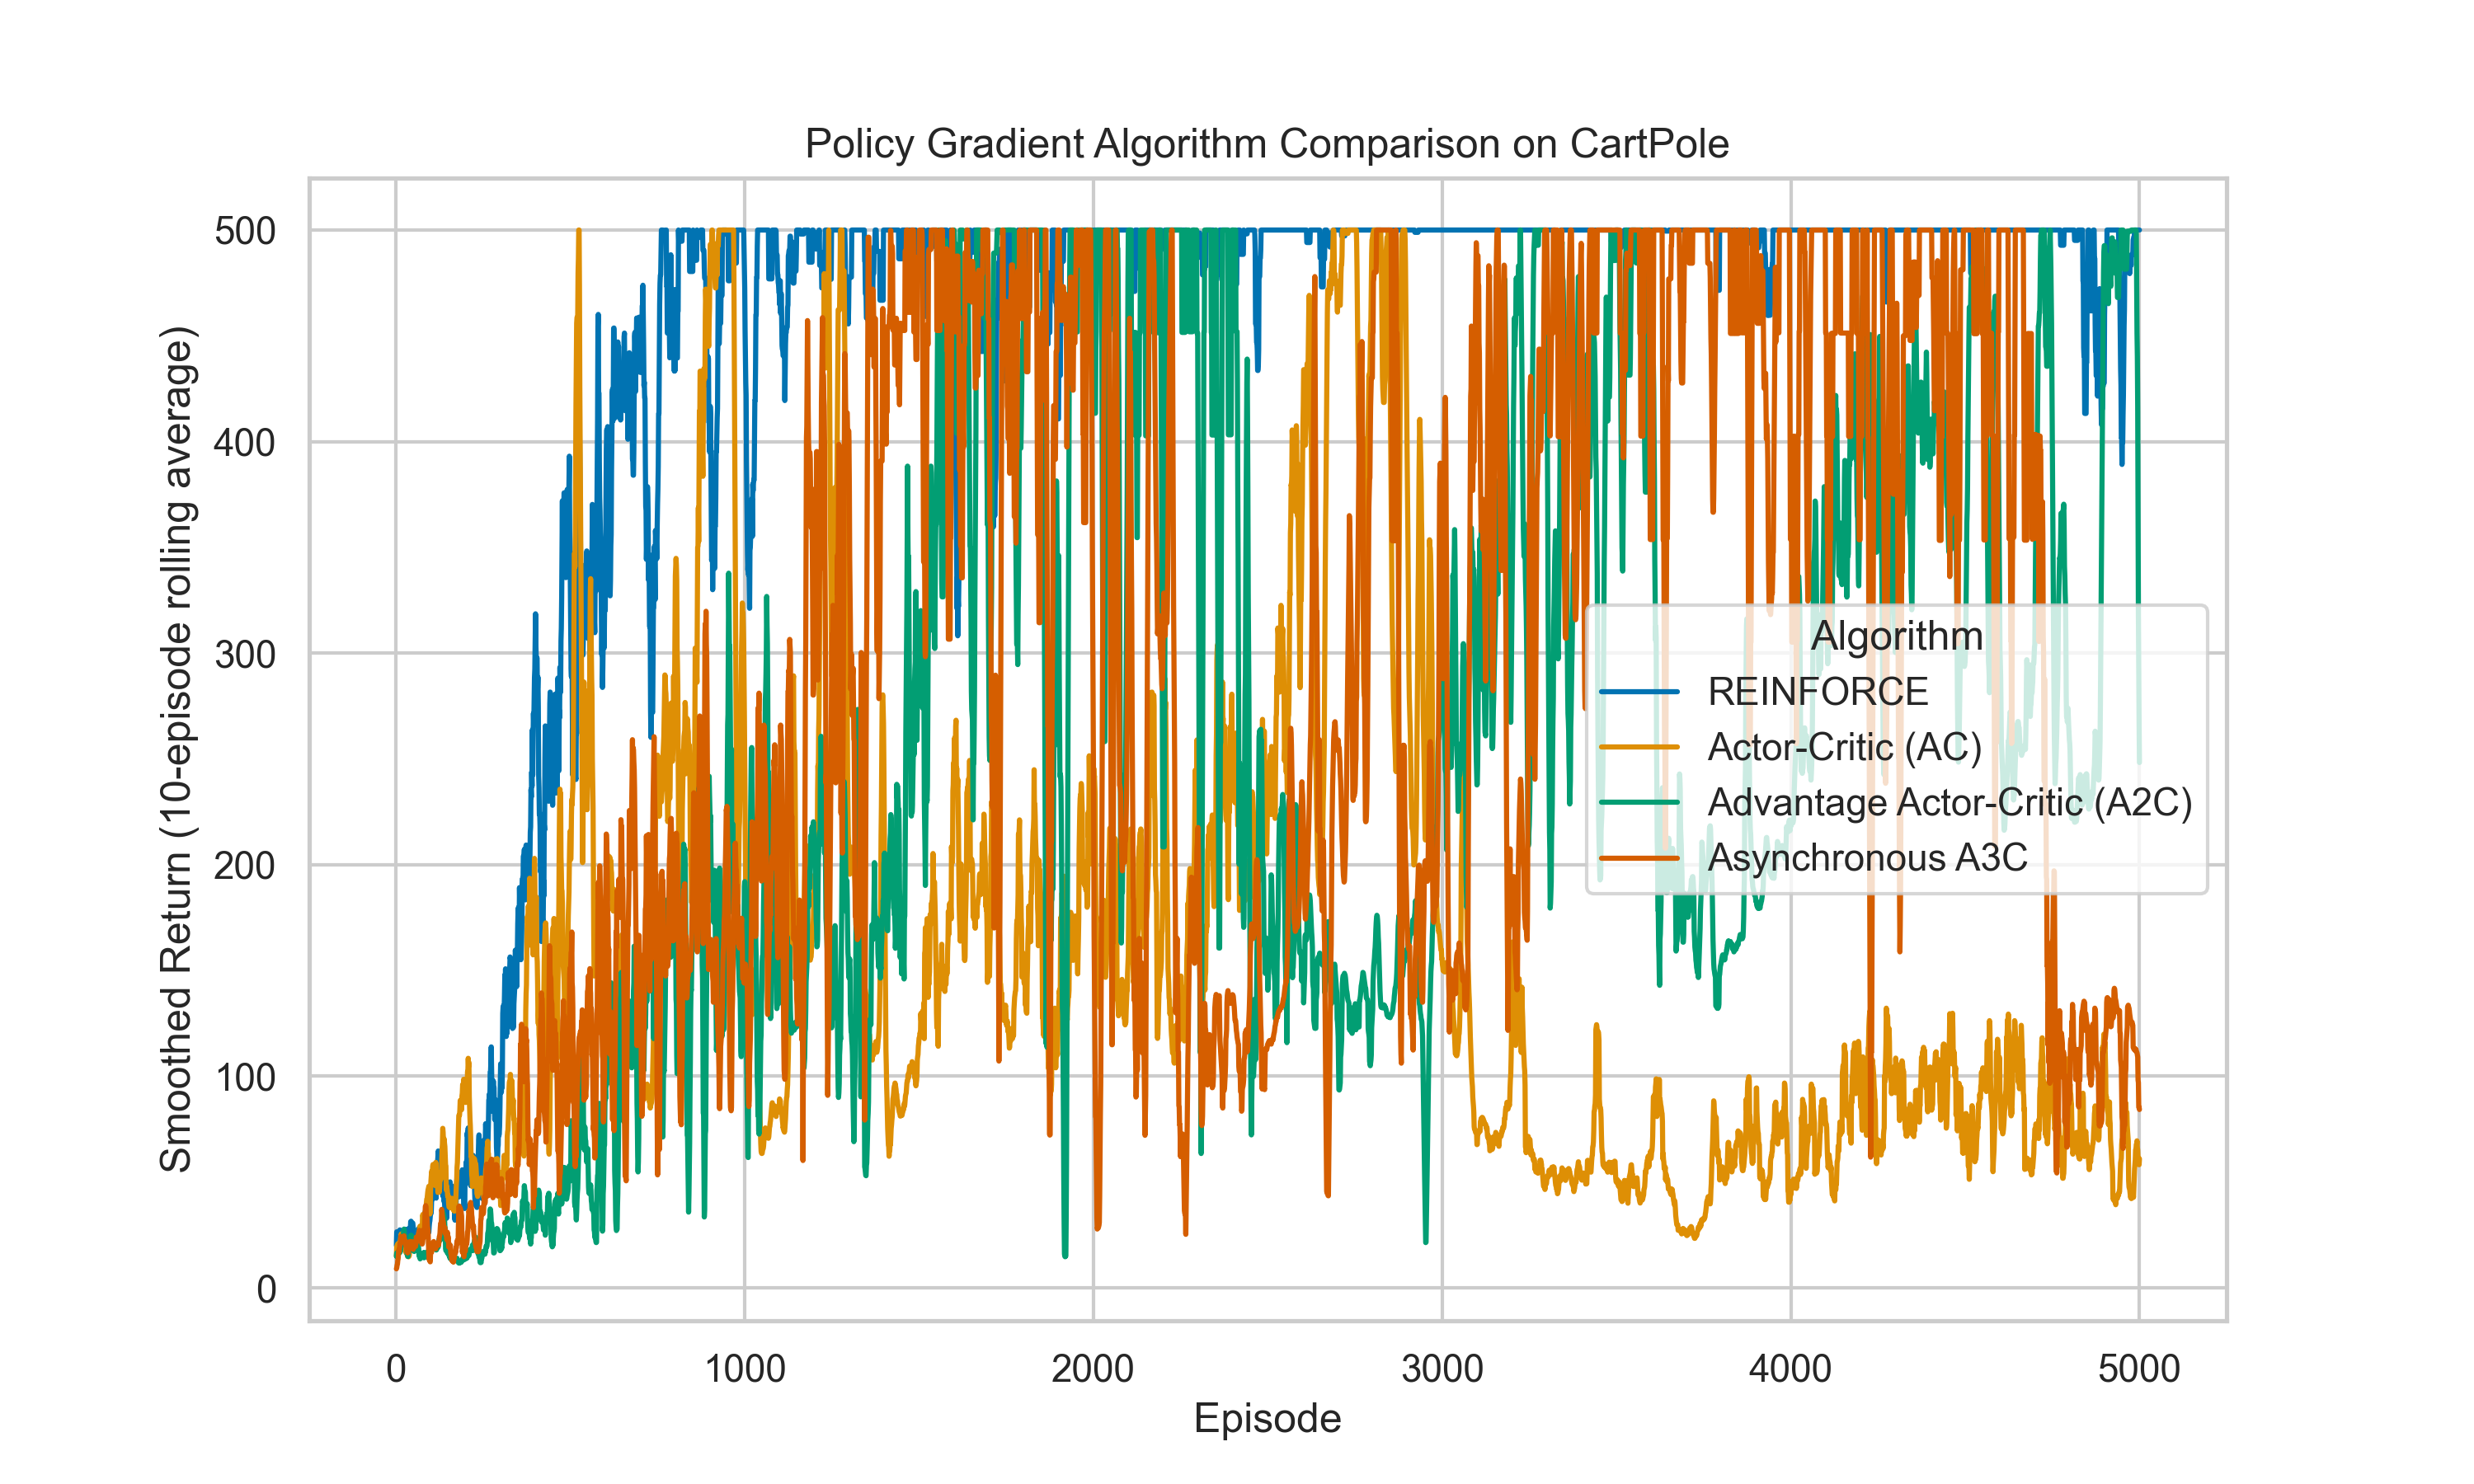 Policy Gradient Algorithm Comparison on CartPole
Smoothed Return (10-episode rolling average)
500
400
300
200
100
0
Algorithm
REINFORCE
Actor-Critic (AC)
Advantage Actor-Critic (A2C)
Asynchronous A3C
0
1000
2000
3000
4000
5000
Episode